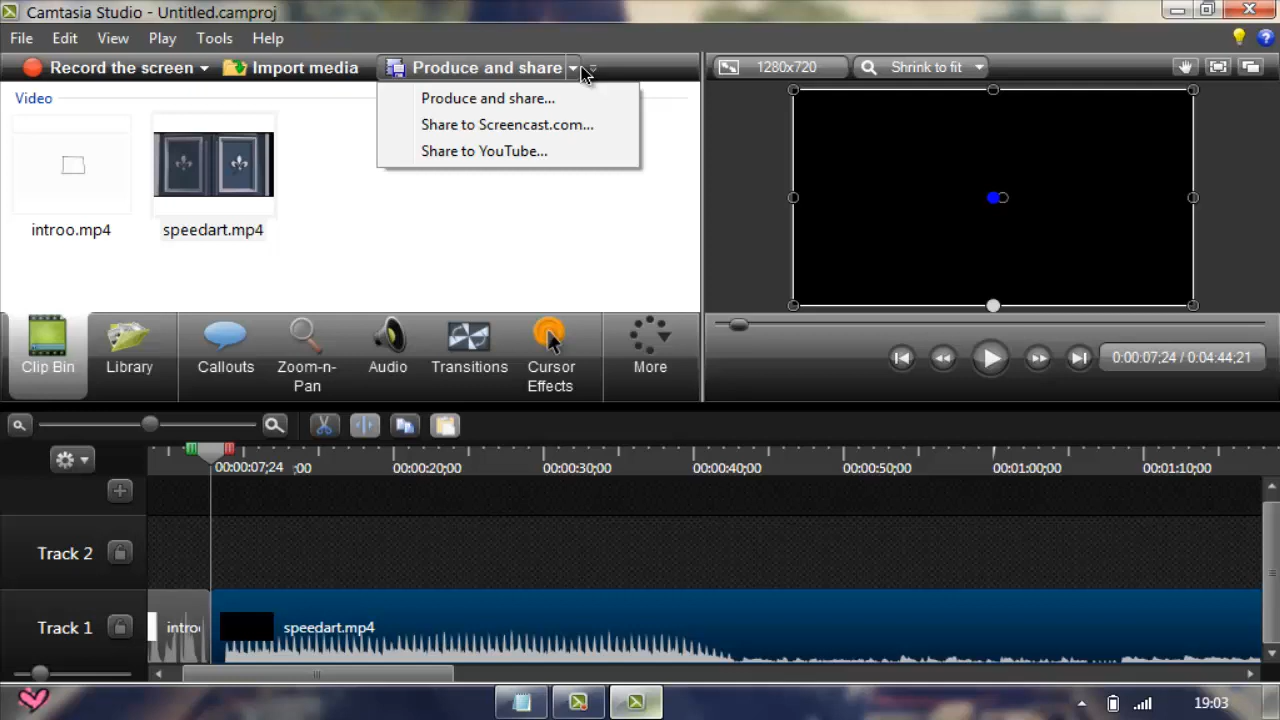 Camtasia Studio - Untitled.camproj
File Edit View Play Tools Help
Record the screen Import media Produce and share
1280x720 Shrink to fit
Video
Produce and share...
Share to Screencast.com...
Share to YouTube...
introo.mp4 speedart.mp4
Clip Bin Library Callouts Zoom-n-Pan Audio Transitions Cursor Effects More
0:00:07;24 / 0:04:44;21
00:00:07;24 ;00 00:00:20;00 00:00:30;00 00:00:40;00 00:00:50;00 00:01:00;00 00:01:10;00
Track 2
Track 1 introo speedart.mp4
19:03